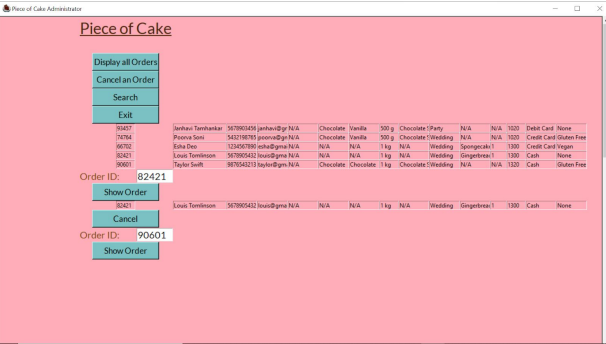 Piece of Cake Administrator
Piece of Cake
Display all Orders
Cancel an Order
Search
Exit
93457 Janhavi Tamhankar 5678903456 janhavi@gr N/A Chocolate Vanilla 500 g Chocolate S Party N/A N/A 1020 Debit Card None
74764 Poorva Soni 5432198765 poorva@gr N/A Chocolate Vanilla 500 g Chocolate S Wedding N/A N/A 1020 Credit Card Gluten Free
66702 Esha Deo 1234567890 esha@gmai N/A N/A N/A 1 kg N/A Wedding Spongecake 1 1300 Credit Card Vegan
82421 Louis Tomlinson 5678905432 louis@gma N/A N/A N/A 1 kg N/A Wedding Gingerbread 1 1300 Cash None
90601 Taylor Swift 9876543213 taylor@gm N/A Chocolate Chocolate 1 kg Chocolate S Wedding N/A N/A 1320 Cash Gluten Free
Order ID: 82421
Show Order
82421 Louis Tomlinson 5678905432 louis@gma N/A N/A N/A 1 kg N/A Wedding Gingerbread 1 1300 Cash None
Cancel
Order ID: 90601
Show Order